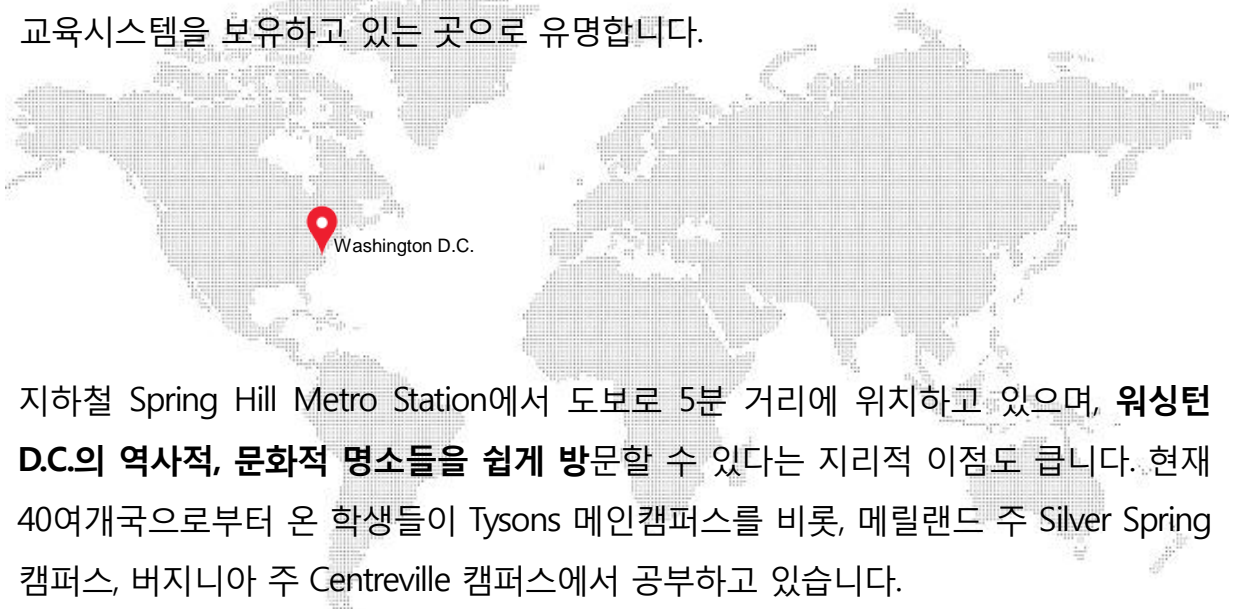 교육시스템을 보유하고 있는 곳으로 유명합니다.
Washington D.C.
지하철 Spring Hill Metro Station에서 도보로 5분 거리에 위치하고 있으며, 워싱턴
D.C.의 역사적, 문화적 명소들을 쉽게 방문할 수 있다는 지리적 이점도 큽니다. 현재
40여개국으로부터 온 학생들이 Tysons 메인캠퍼스를 비롯, 메릴랜드 주 Silver Spring
캠퍼스, 버지니아 주 Centreville 캠퍼스에서 공부하고 있습니다.